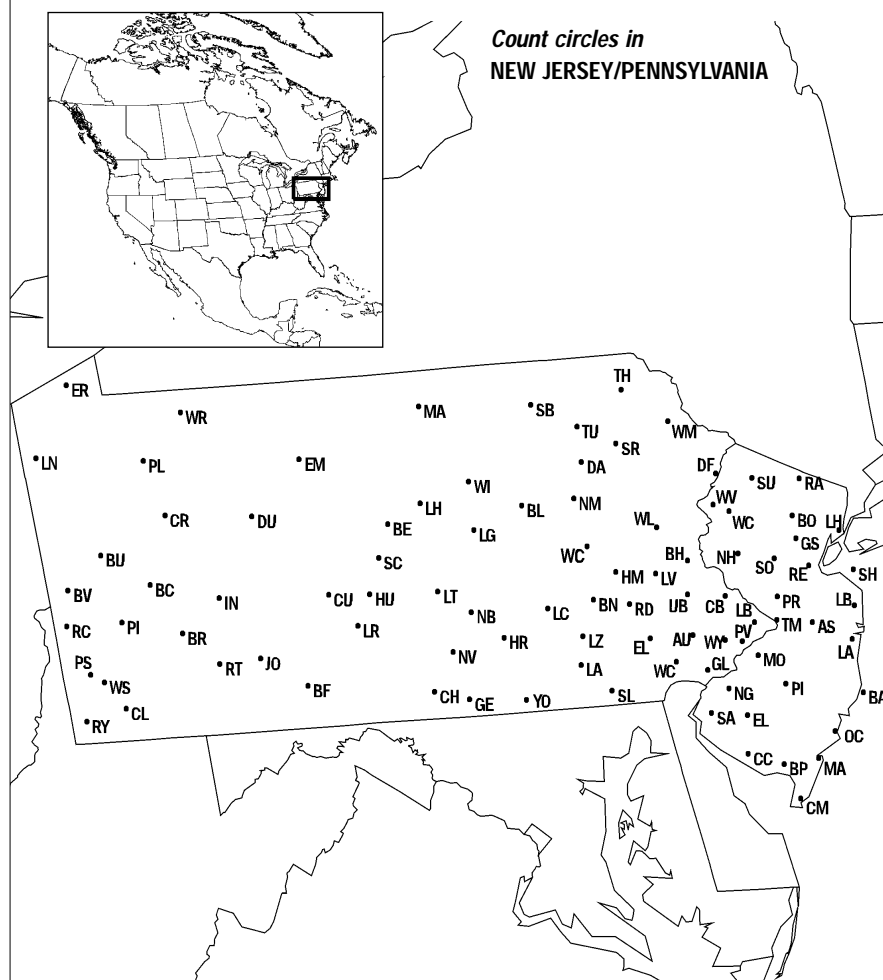 Count circles in
NEW JERSEY/PENNSYLVANIA
TH
ER
MA
SB
WR
TU
WM
SR
LN
PL
EM
DA
DF
WI
SU
RA
NM
WV
LH
BL
WC
CR
DU
WL
BO
LH
BE
LG
GS
WC
BU
SC
BH
NH
SO
RE
HM
LV
SH
BV
BC
IN
CU
HU
LT
BN
RD
UB
CB
LB
PR
LB
NB
LC
RC
PI
BR
LR
HR
LZ
EL
AU
WY
PV
TM
AS
LA
PS
RT
JO
NV
LA
WC
GL
MO
WS
BF
CH
GE
YO
SL
NG
PI
BA
RY
CL
SA
EL
OC
CC
BP
MA
CM